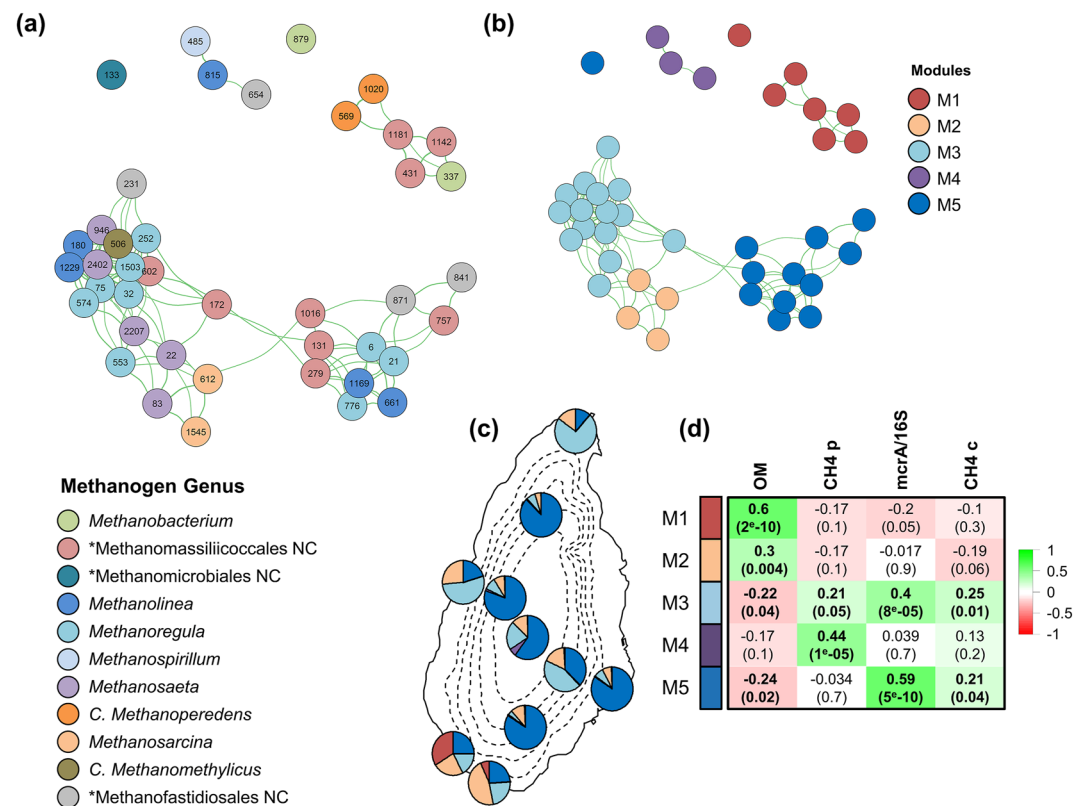 (a)
485
879
133
815
654
1020
569
1181
1142
431
337
231
946
506
252
180
1229
2402
1503
602
75
32
574
172
2207
22
553
612
83
1545
841
871
1016
757
131
6
21
279
1169
776
661
(b)
Modules
M1
M2
M3
M4
M5
Methanogen Genus
Methanobacterium
*Methanomassiliicoccales NC
*Methanomicrobiales NC
Methanolinea
Methanoregula
Methanospirillum
Methanosaeta
C. Methanoperedens
Methanosarcina
C. Methanomethylicus
*Methanofastidiosales NC
(c)
(d)
OM CH4 p mcrA/16S CH4 c
M1 0.6 -0.17 -0.2 -0.1
(2e-10) (0.1) (0.05) (0.3)
M2 0.3 -0.17 -0.017 -0.19
(0.004) (0.1) (0.9) (0.06)
M3 -0.22 0.21 0.4 0.25
(0.04) (0.05) (8e-05) (0.01)
M4 -0.17 0.44 0.039 0.13
(0.1) (1e-05) (0.7) (0.2)
M5 -0.24 -0.034 0.59 0.21
(0.02) (0.7) (5e-10) (0.04)
1
0.5
0
-0.5
-1